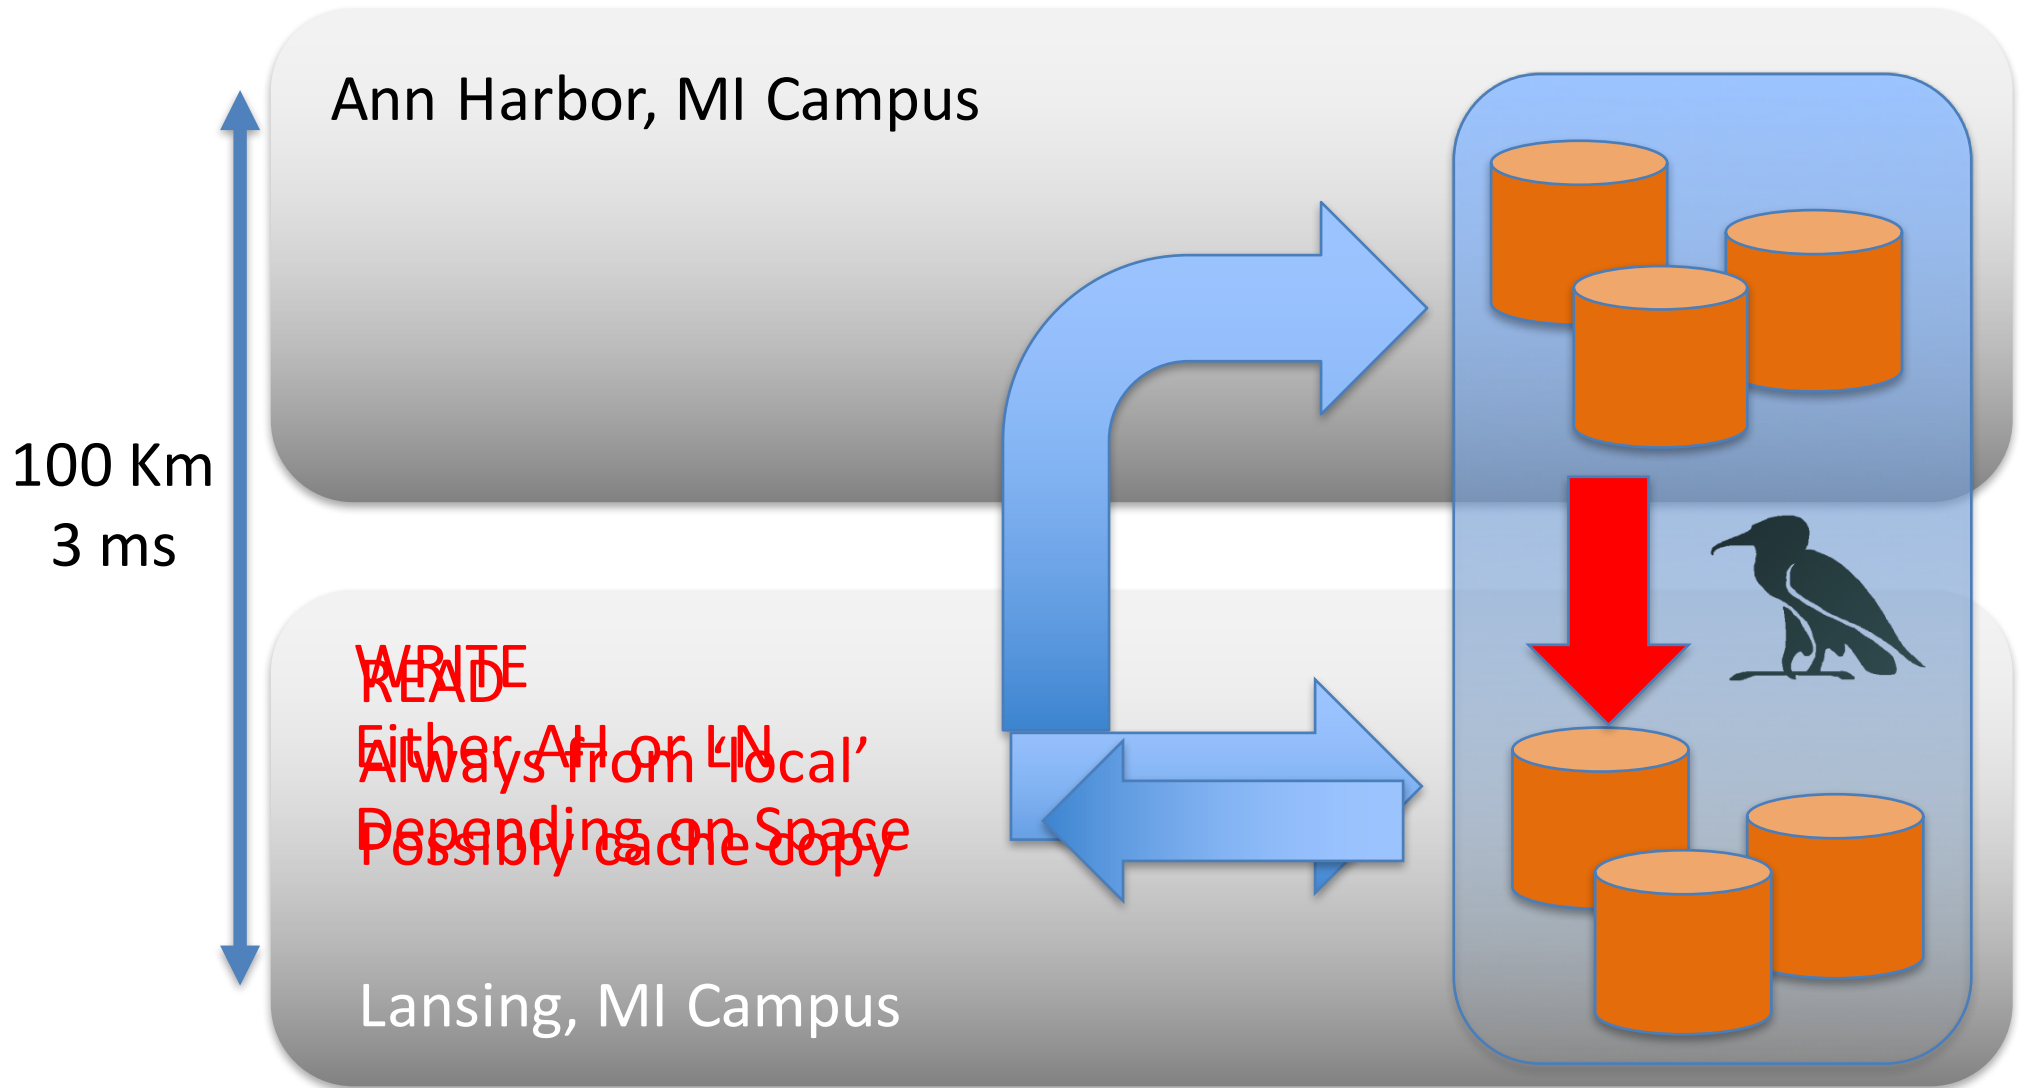 Ann Harbor, MI Campus
100 Km
3 ms
WRITE
Either AH or LN
Depending on Space
READ
Always from ‘local’
Possibly cache copy
Lansing, MI Campus